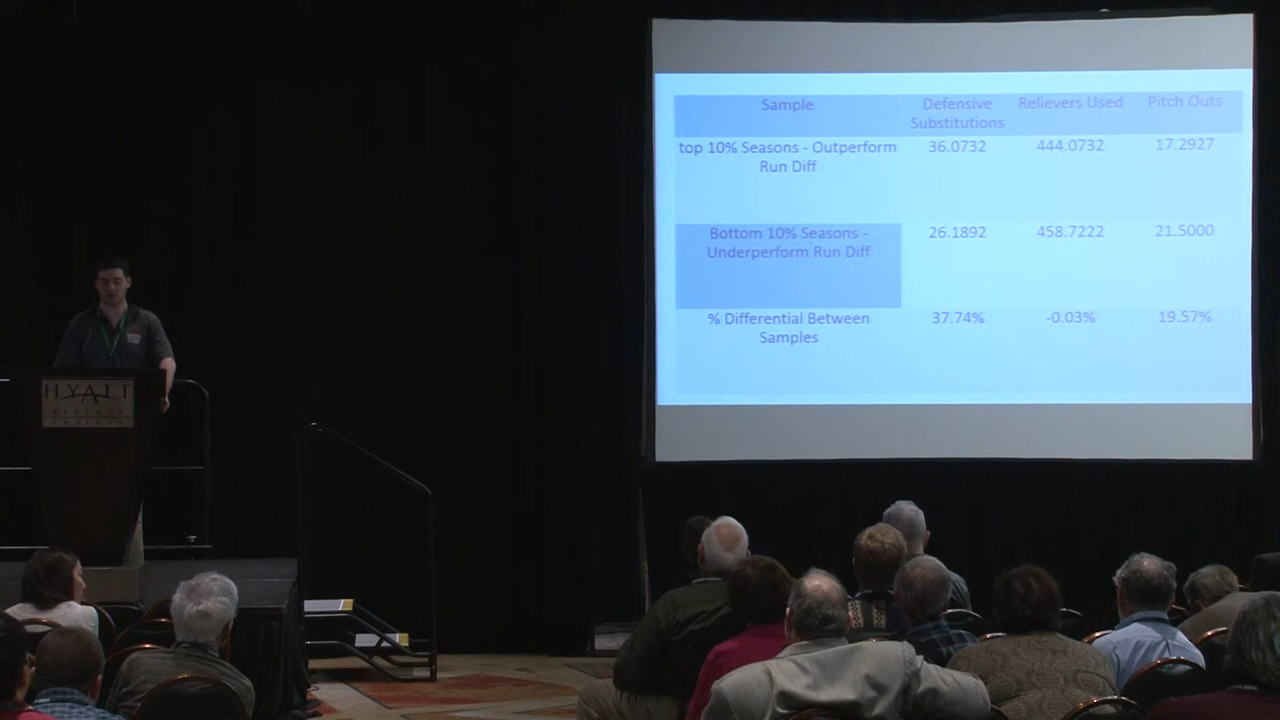 Sample Defensive Relievers Used Pitch Outs
Substitutions
top 10% Seasons - Outperform 36.0732 444.0732 17.2927
Run Diff
Bottom 10% Seasons - 26.1892 458.7222 21.5000
Underperform Run Diff
% Differential Between 37.74% -0.03% 19.57%
Samples
HYATT
REGENCY
PHOENIX